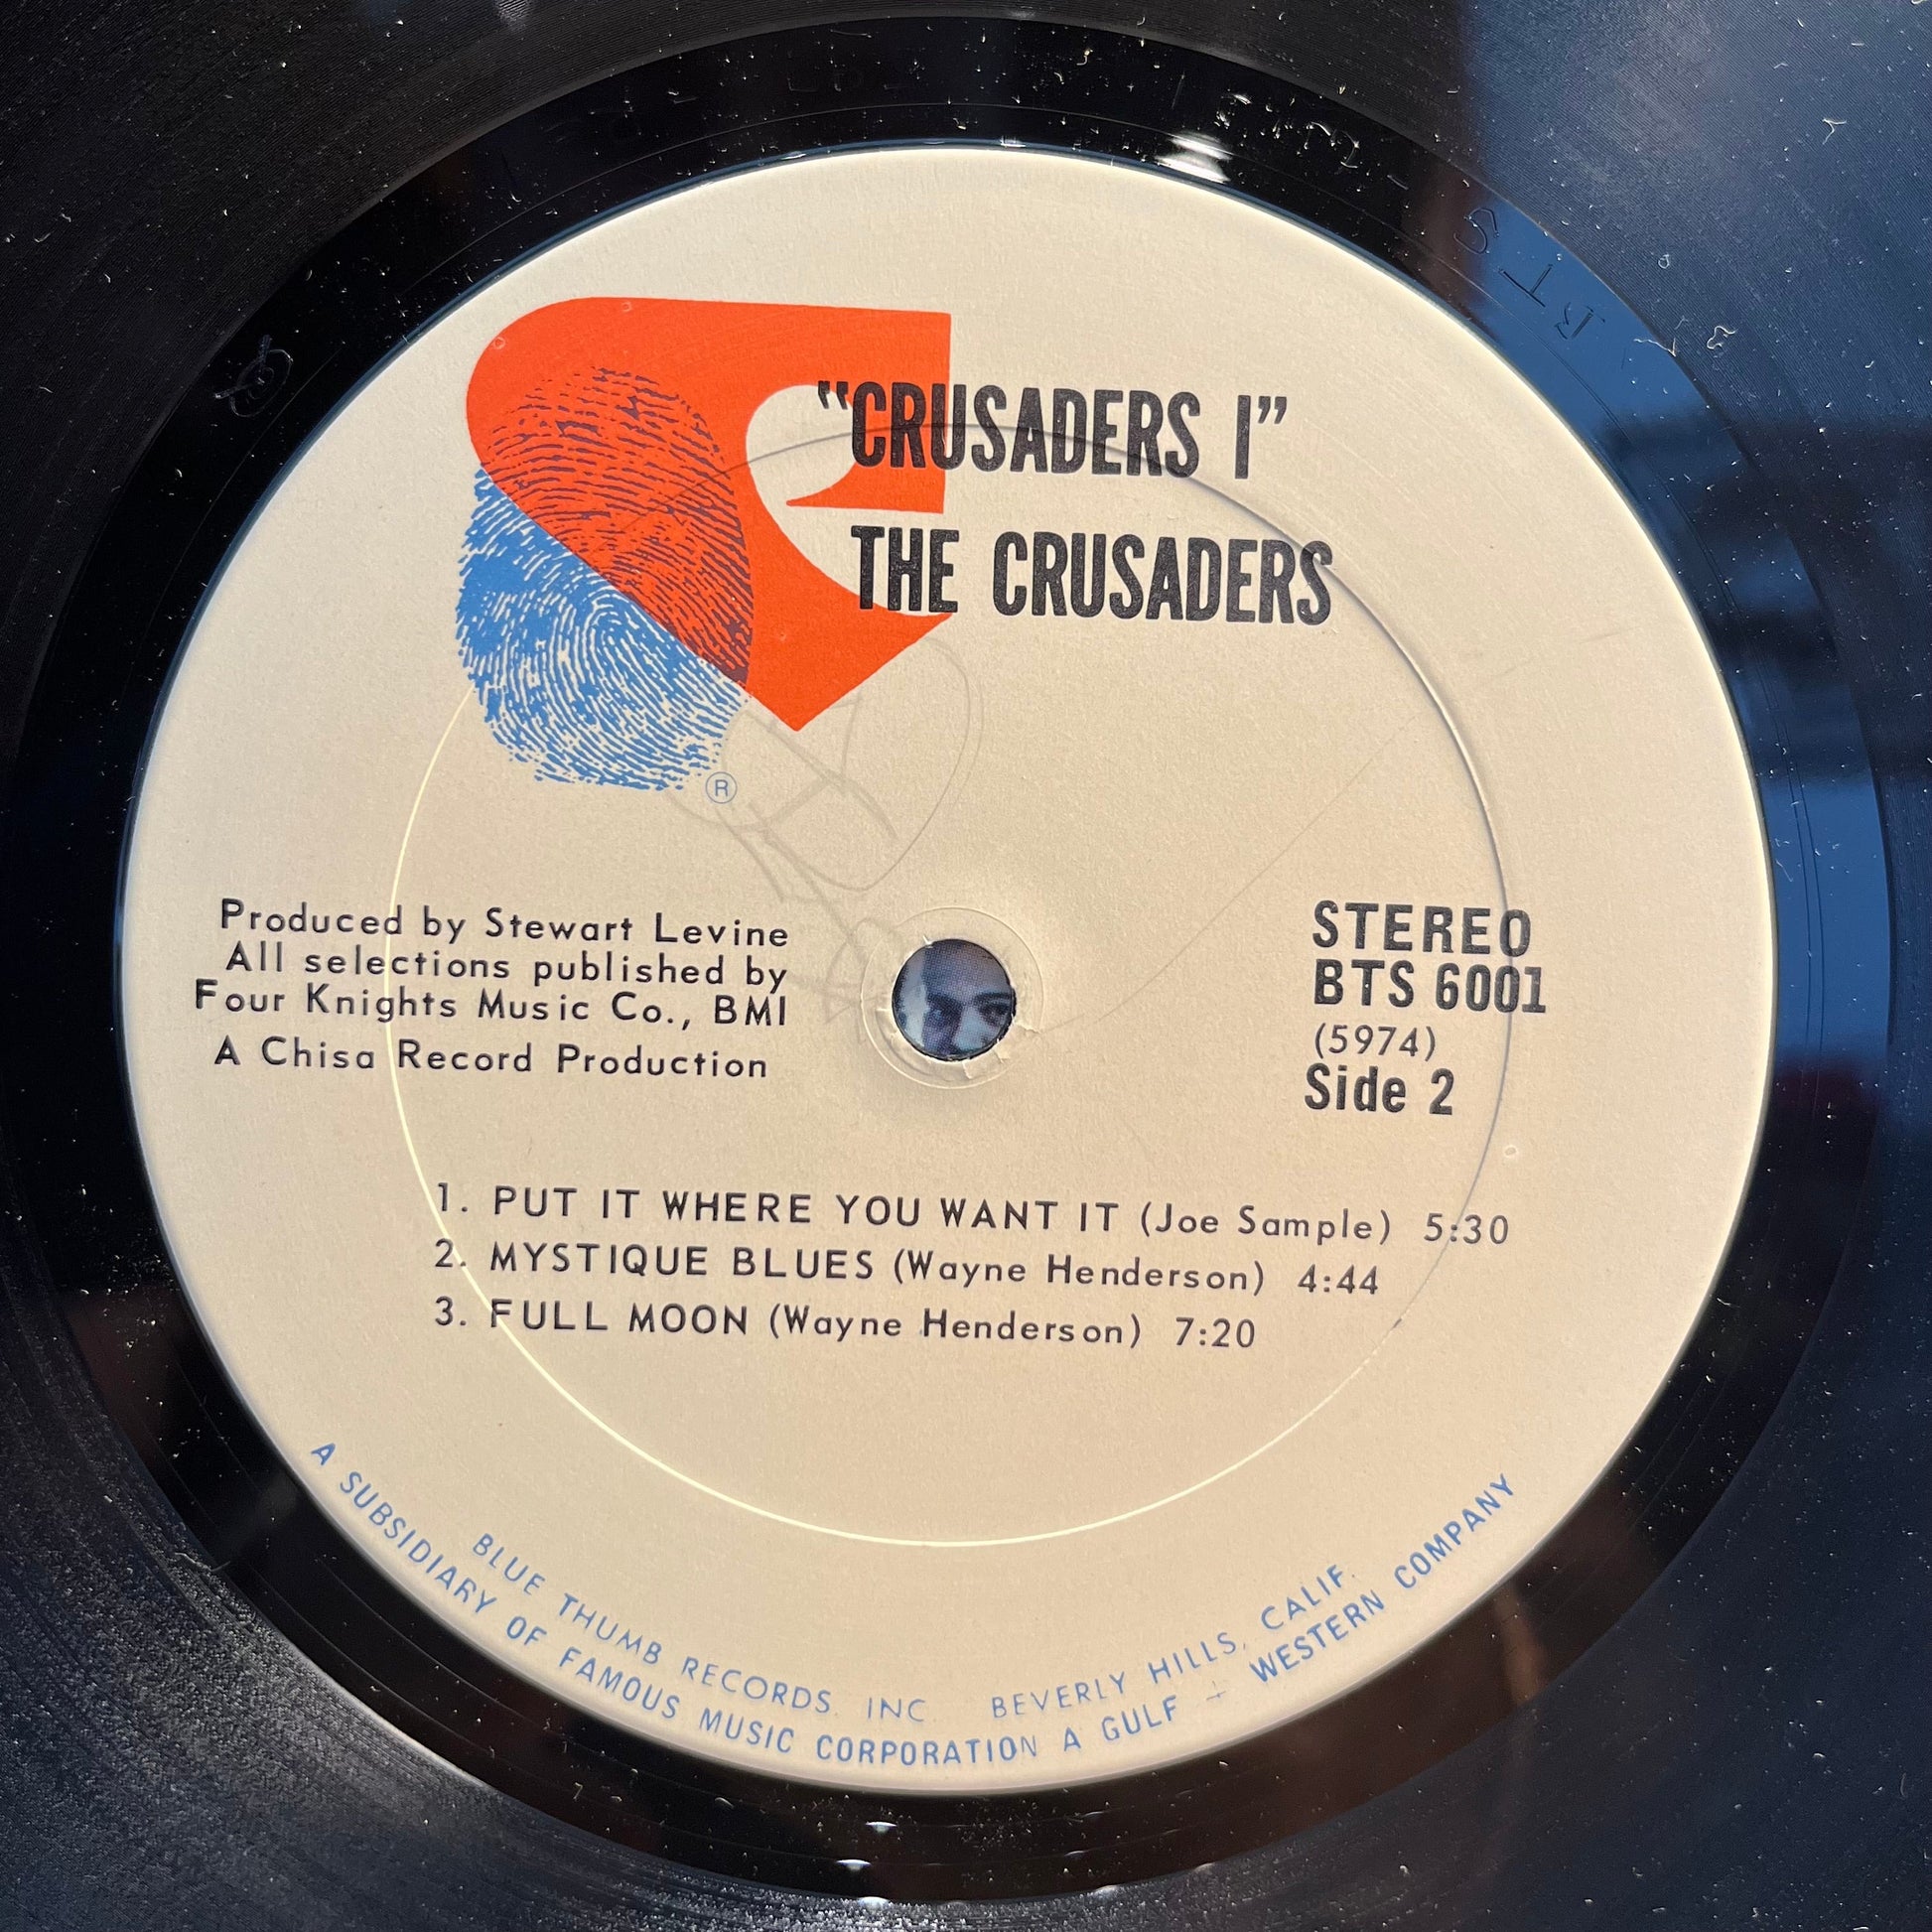 "CRUSADERS I"
THE CRUSADERS
®
Produced by Stewart Levine
All selections published by
Four Knights Music Co., BMI
A Chisa Record Production
STEREO
BTS 6001
(5974)
Side 2
1. PUT IT WHERE YOU WANT IT (Joe Sample) 5:30
2. MYSTIQUE BLUES (Wayne Henderson) 4:44
3. FULL MOON (Wayne Henderson) 7:20
BLUE THUMB RECORDS, INC. BEVERLY HILLS, CALIF.
A SUBSIDIARY OF FAMOUS MUSIC CORPORATION A GULF + WESTERN COMPANY